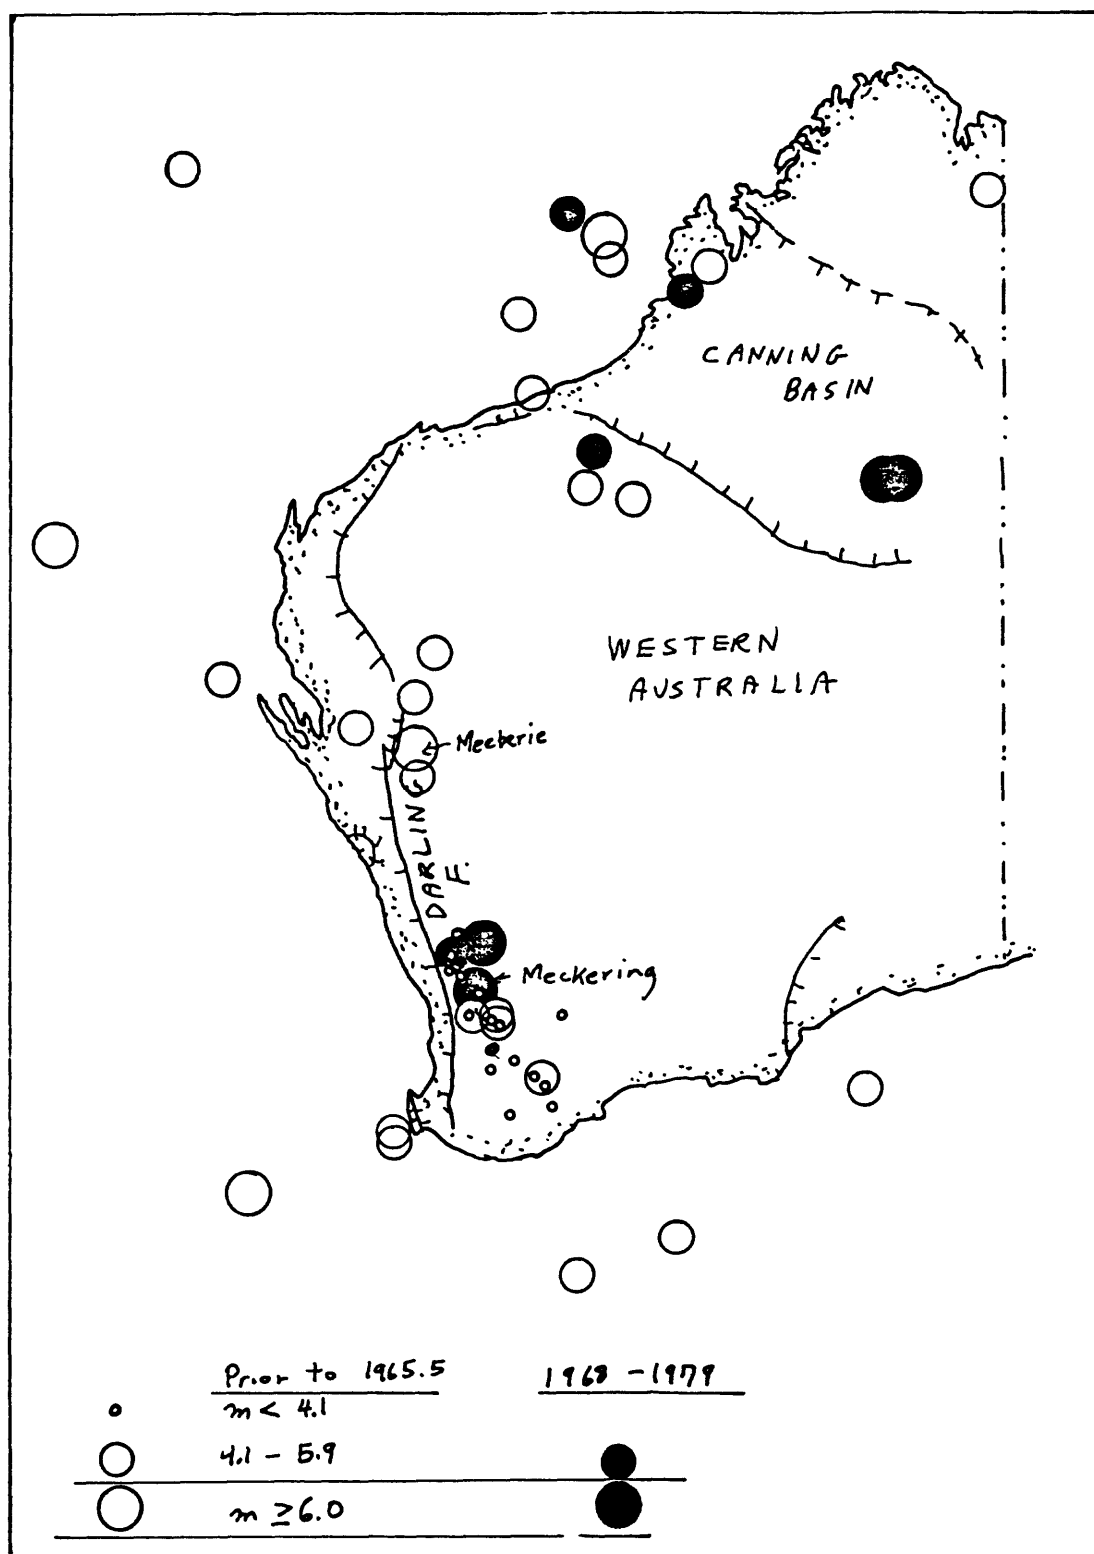 CANNING
BASIN
WESTERN
AUSTRALIA
Meeberie
DARLING
F.
Meckering
Prior to 1965.5 1968 - 1979
m < 4.1
4.1 - 5.9
m ≥ 6.0